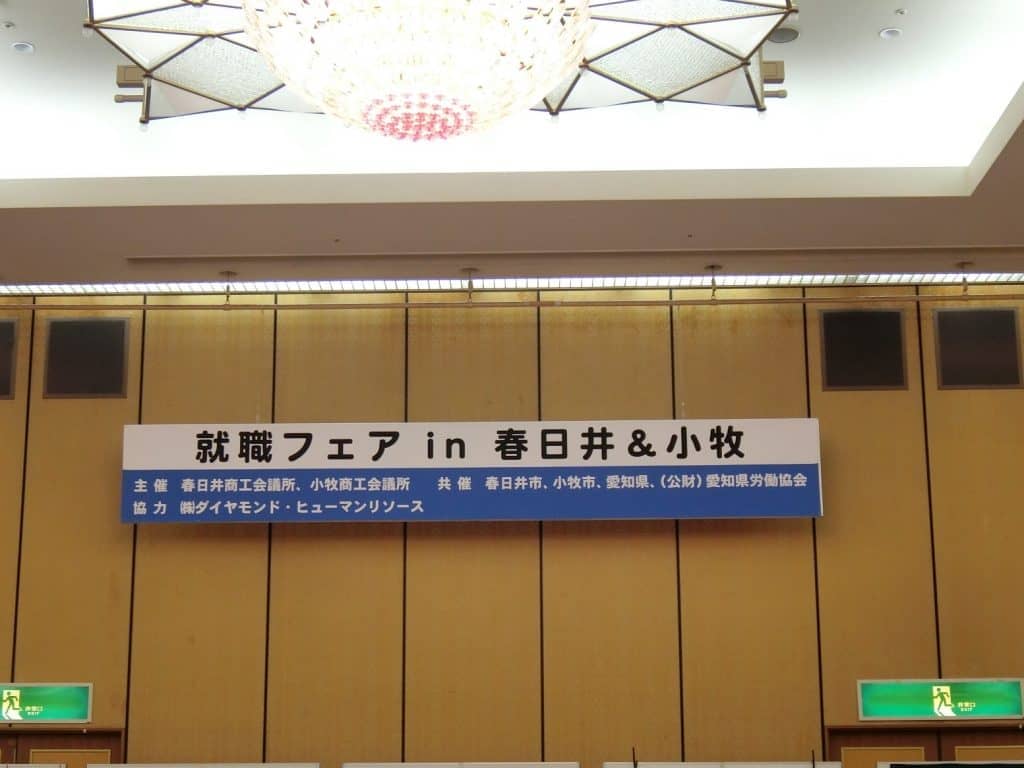 就職フェア in 春日井＆小牧
主催 春日井商工会議所、小牧商工会議所 共催 春日井市、小牧市、愛知県、（公財）愛知県労働協会
協力 ㈱ダイヤモンド・ヒューマンリソース
非常口
EXIT
非常口
EXIT